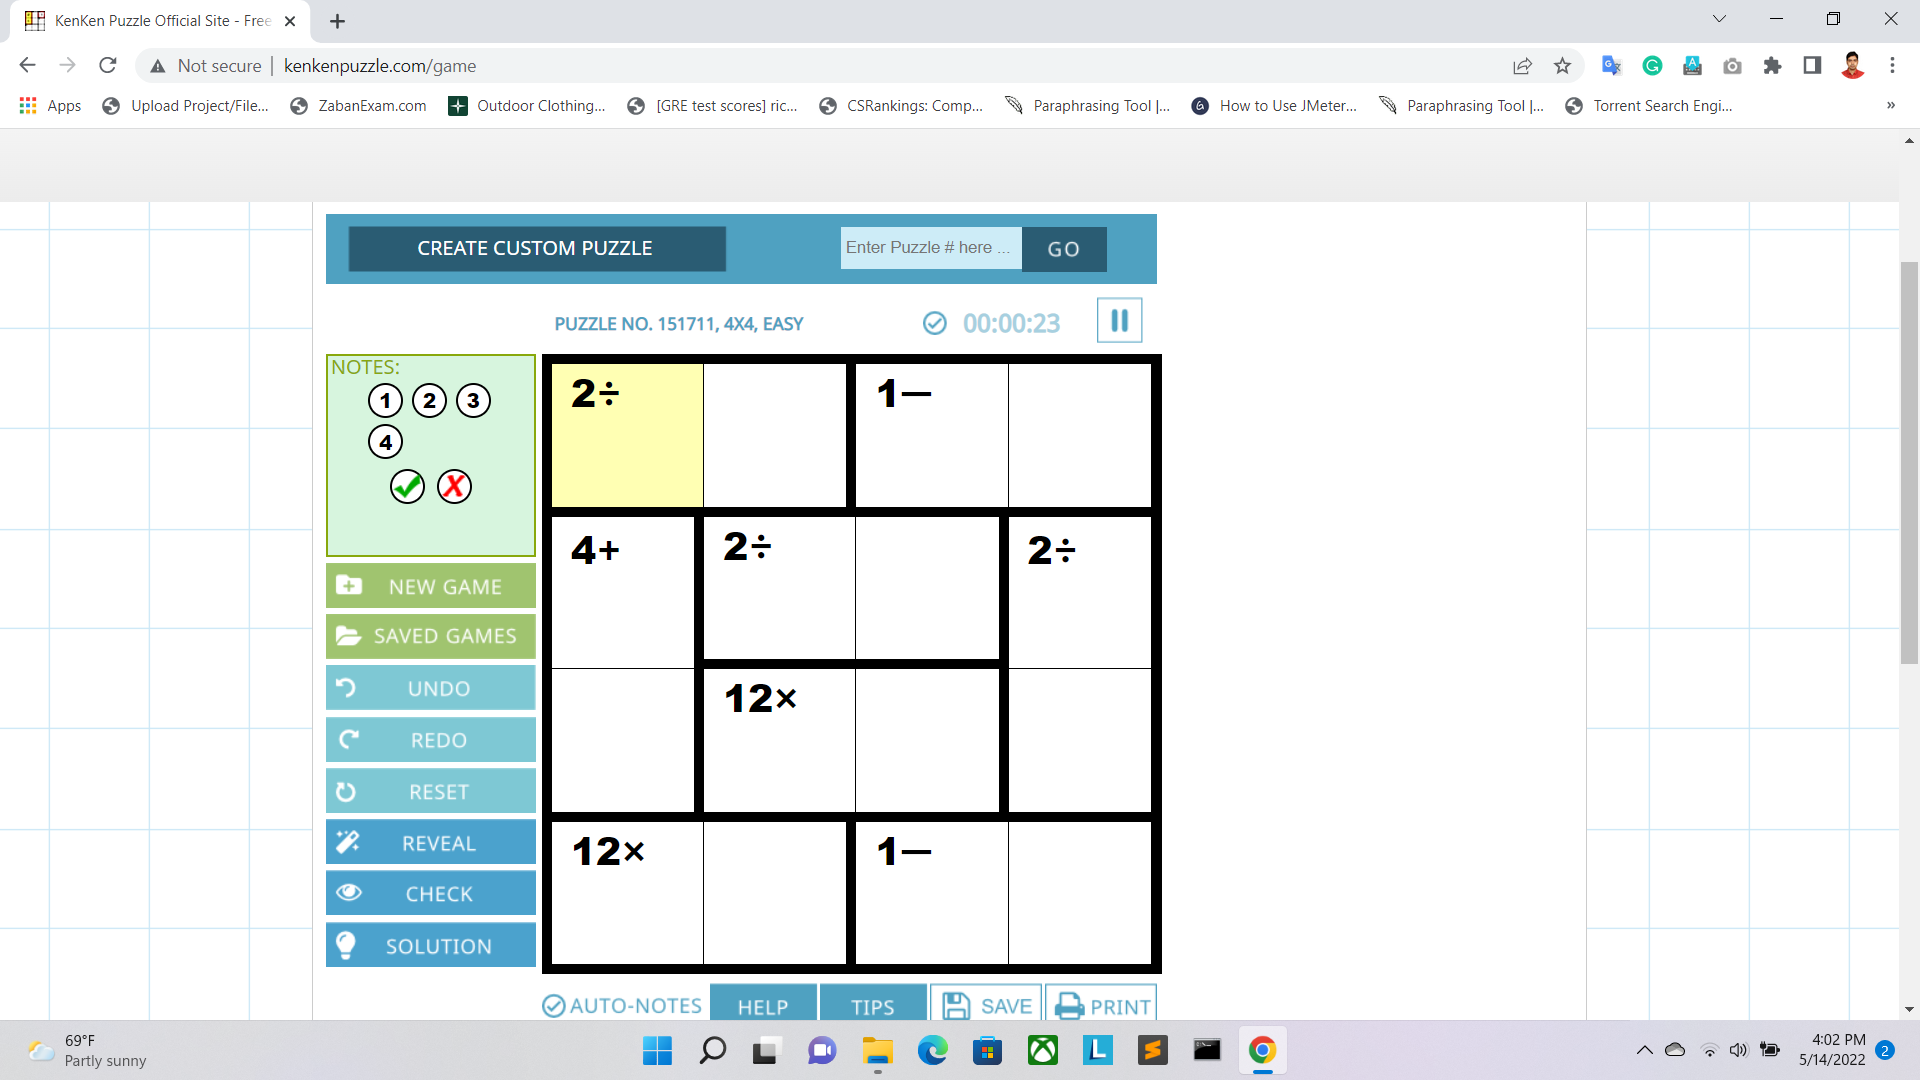 KenKen Puzzle Official Site - Free
Not secure | kenkenpuzzle.com/game
Apps
Upload Project/File...
ZabanExam.com
Outdoor Clothing...
[GRE test scores] ric...
CSRankings: Comp...
Paraphrasing Tool |...
How to Use JMeter...
Paraphrasing Tool |...
Torrent Search Engi...
»
CREATE CUSTOM PUZZLE
Enter Puzzle # here ...
GO
PUZZLE NO. 151711, 4X4, EASY
00:00:23
NOTES:
1 2 3
4
X
NEW GAME
SAVED GAMES
UNDO
REDO
RESET
REVEAL
CHECK
SOLUTION
2÷
1—
4+
2÷
2÷
12×
12×
1—
AUTO-NOTES
HELP
TIPS
SAVE
PRINT
69°F
Partly sunny
4:02 PM
5/14/2022
2